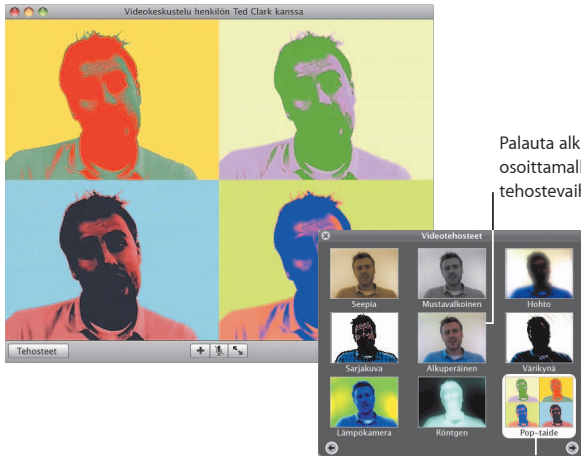 Videokeskustelu henkilön Ted Clark kanssa
Palauta alk
osoittamall
tehostevaih
Videotehosteet
Seepia
Mustavalkoinen
Hohto
Sarjakuva
Alkuperäinen
Värikynä
Lämpökamera
Röntgen
Pop-taide
Tehosteet